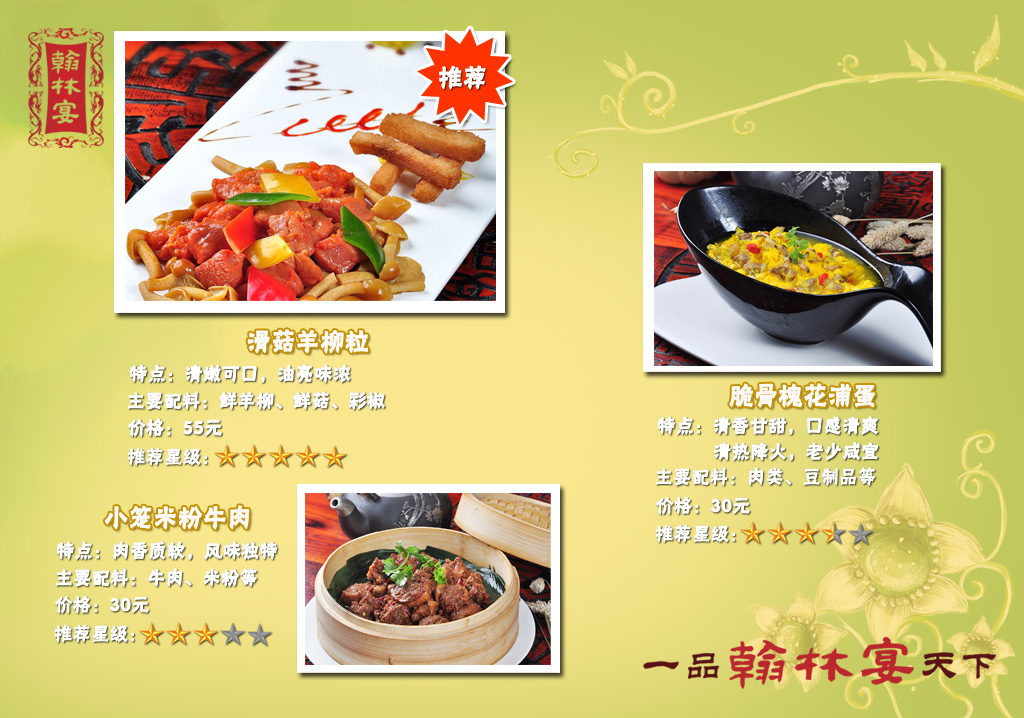 翰林宴
推荐
滑菇羊柳粒
特点：清嫩可口，油亮味浓
主要配料：鲜羊柳、鲜菇、彩椒
价格：55元
推荐星级：
小笼米粉牛肉
特点：肉香质软，风味独特
主要配料：牛肉、米粉等
价格：30元
推荐星级：
脆骨槐花浦蛋
特点：清香甘甜，口感清爽
清热降火，老少咸宜
主要配料：肉类、豆制品等
价格：30元
推荐星级：
一品翰林宴天下